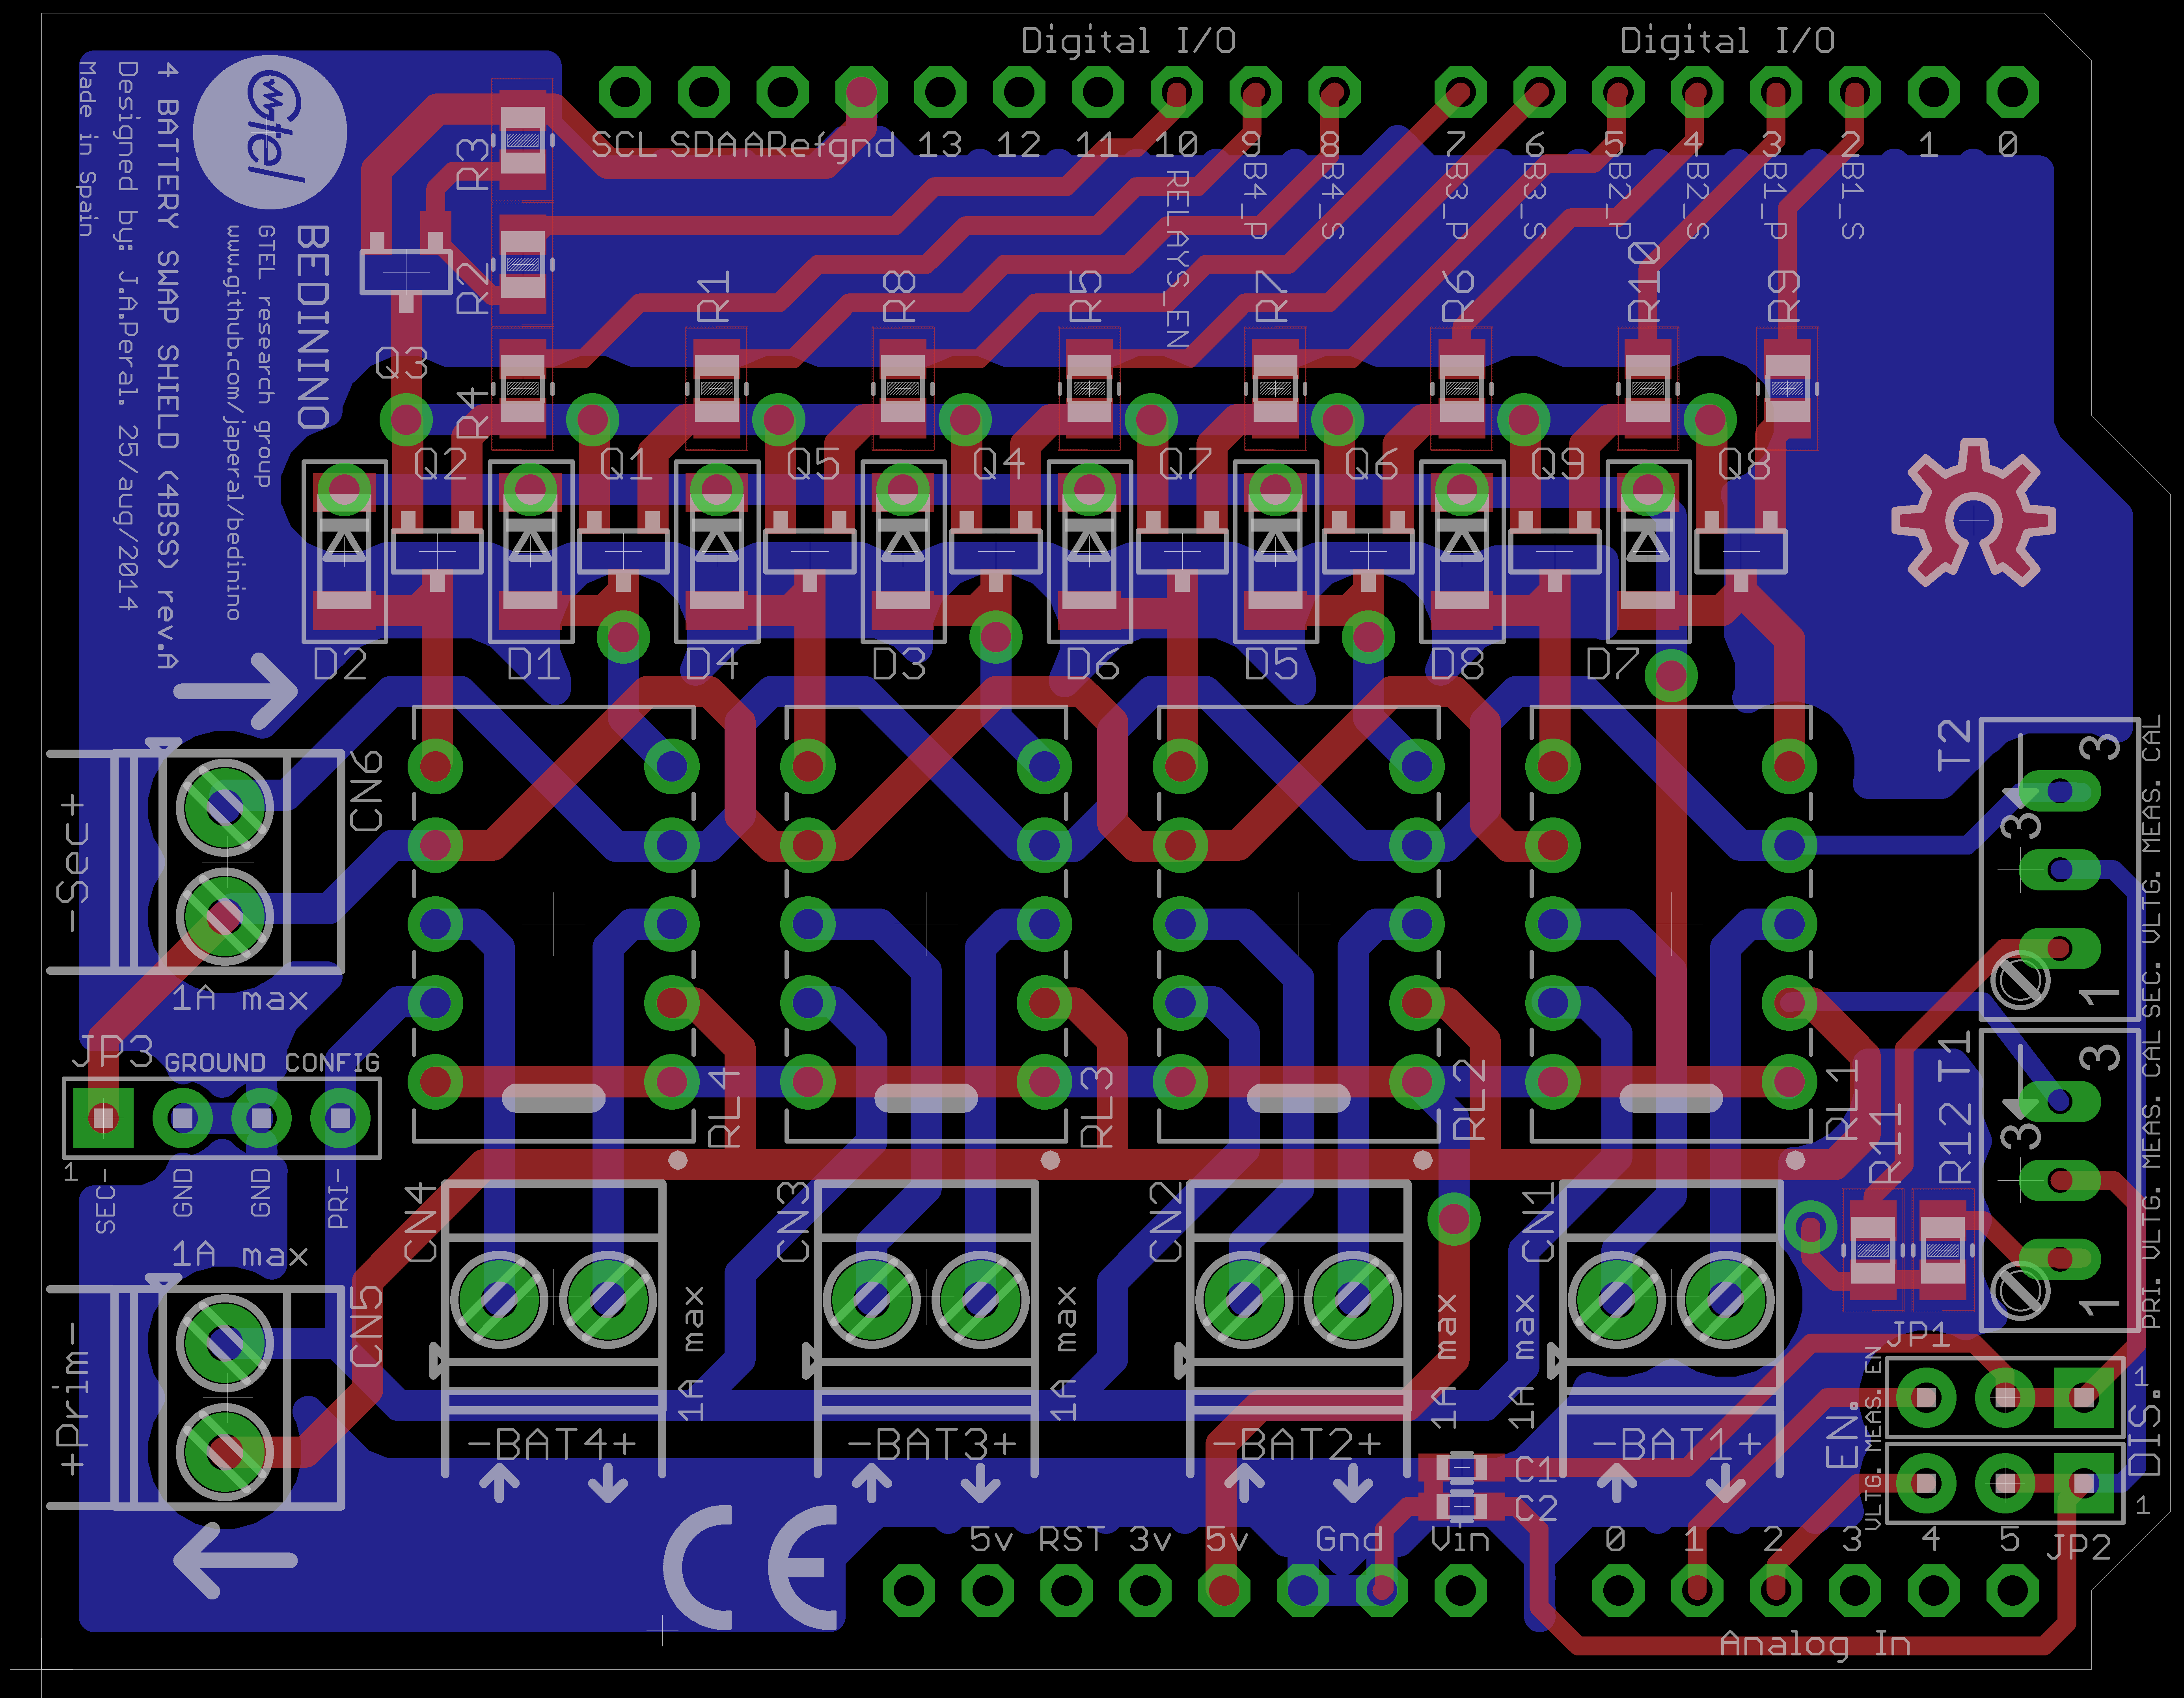 Digital I/O
Digital I/O
SCL SDA ARef gnd 13 12 11 10 9 8 7 6 5 4 3 2 1 0
RELAYS_EN
B4_P
B4_S
B3_P
B3_S
B2_P
B2_S
B1_P
B1_S
Gtel
Made in Spain
Designed by: J.A.Peral. 25/aug/2014
4 BATTERY SWAP SHIELD (4BSS) rev.A
www.github.com/japeral/bedinino
GTEL research group
BEDININO
R3
R2
R4
R1
R8
R5
R7
R6
R10
R9
Q3
Q2
Q1
Q5
Q4
Q7
Q6
Q9
Q8
D2
D1
D4
D3
D6
D5
D8
D7
-Sec+
CN6
1A max
JP3
GROUND CONFIG
1
SEC-
GND
GND
PRI-
1A max
+Prim-
CN5
RL4
RL3
RL2
RL1
T2
3
3
1
SEC. VLTG. MEAS. CAL
T1
3
3
1
PRI. VLTG. MEAS. CAL
R11
R12
CN4
CN3
CN2
CN1
1A max
1A max
1A max
1A max
-BAT4+
-BAT3+
-BAT2+
-BAT1+
C1
C2
JP1
1
EN.
VLTG. MEAS. EN
DIS.
1
JP2
CE
5v RST 3v 5v Gnd Vin 0 1 2 3 4 5
Analog In